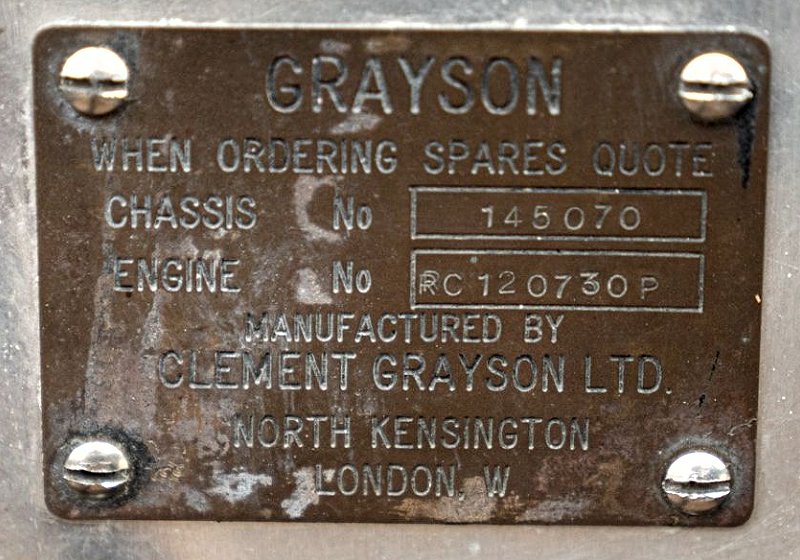 GRAYSON
WHEN ORDERING SPARES QUOTE
CHASSIS No 145070
ENGINE No RC120730P
MANUFACTURED BY
CLEMENT GRAYSON LTD.
NORTH KENSINGTON
LONDON, W